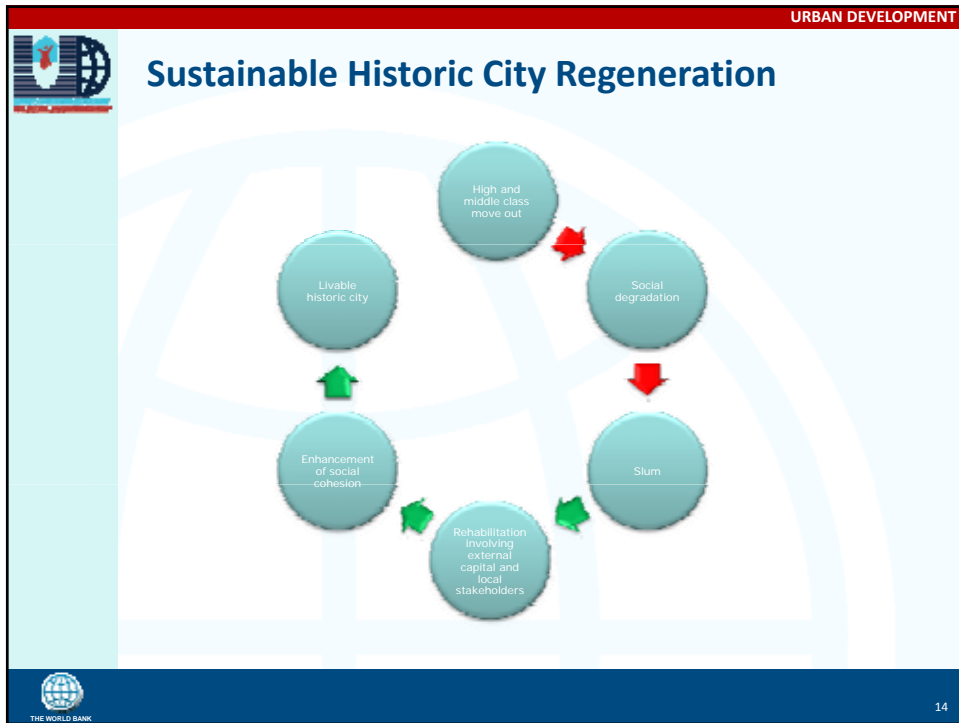 URBAN DEVELOPMENT
Sustainable Historic City Regeneration
High and
middle class
move out
Social
degradation
Slum
Rehabilitation
involving
external
capital and
local
stakeholders
Enhancement
of social
cohesion
Livable
historic city
THE WORLD BANK
14